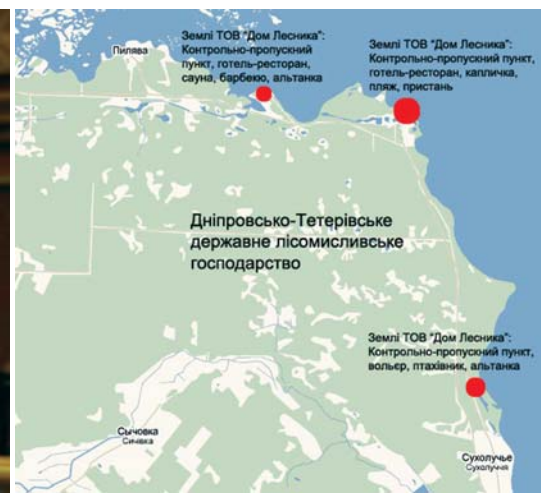 Пилява
Землі ТОВ "Дом Лесника":
Контрольно-пропускний
пункт, готель-ресторан,
сауна, барбекю, альтанка
Землі ТОВ "Дом Лесника":
Контрольно-пропускний пункт,
готель-ресторан, капличка,
пляж, пристань
Дніпровсько-Тетерівське
державне лісомисливське
господарство
Землі ТОВ "Дом Лесника":
Контрольно-пропускний пункт,
вольєр, птахівник, альтанка
Сычовка
Сичівка
Сухолучье
Сухолуччя